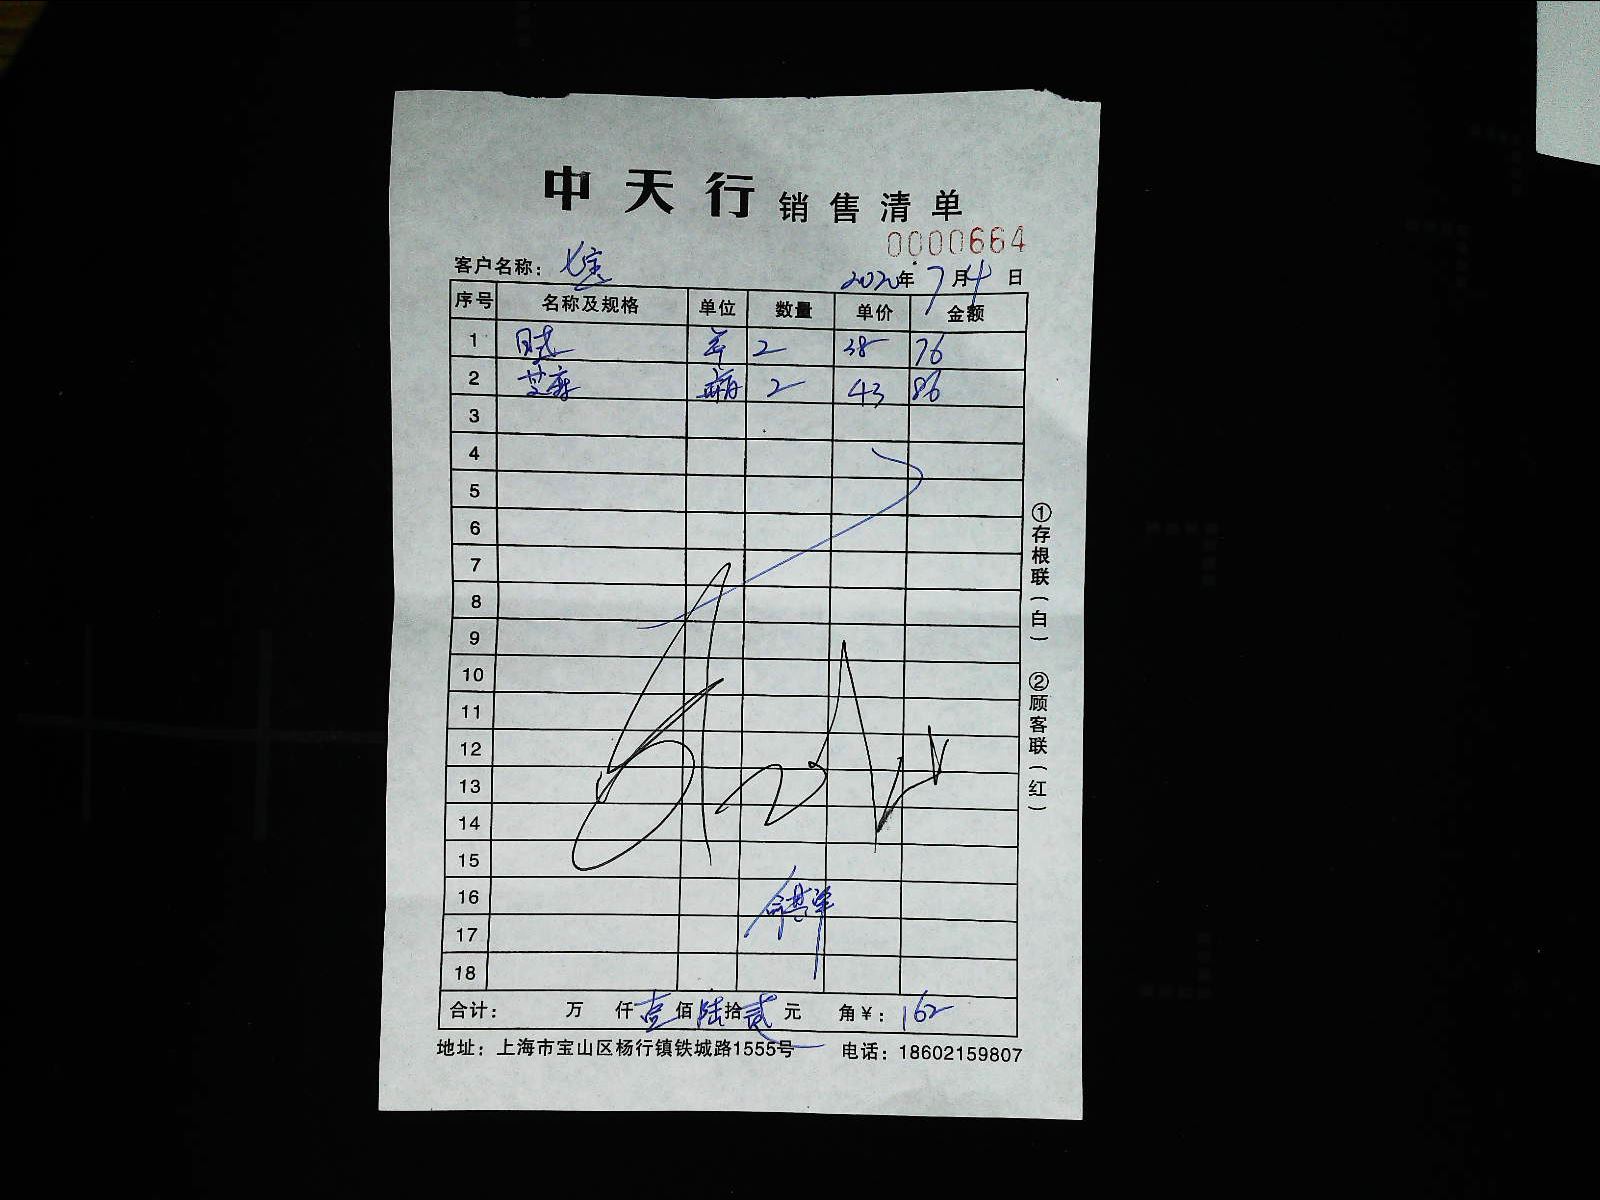 中天行 销售清单
0000664
客户名称: 七宝
2020年7月4日
序号 名称及规格 单位 数量 单价 金额
1 2 38 76
2 芝麻 2 43 86
3
4
5
6
7
8
9
10
11
12
13
14
15
16
17
18
合计: 万 仟壹佰陆拾贰元 角¥: 162
地址: 上海市宝山区杨行镇铁城路1555号 电话: 18602159807
①存根联(白) ②顾客联(红)